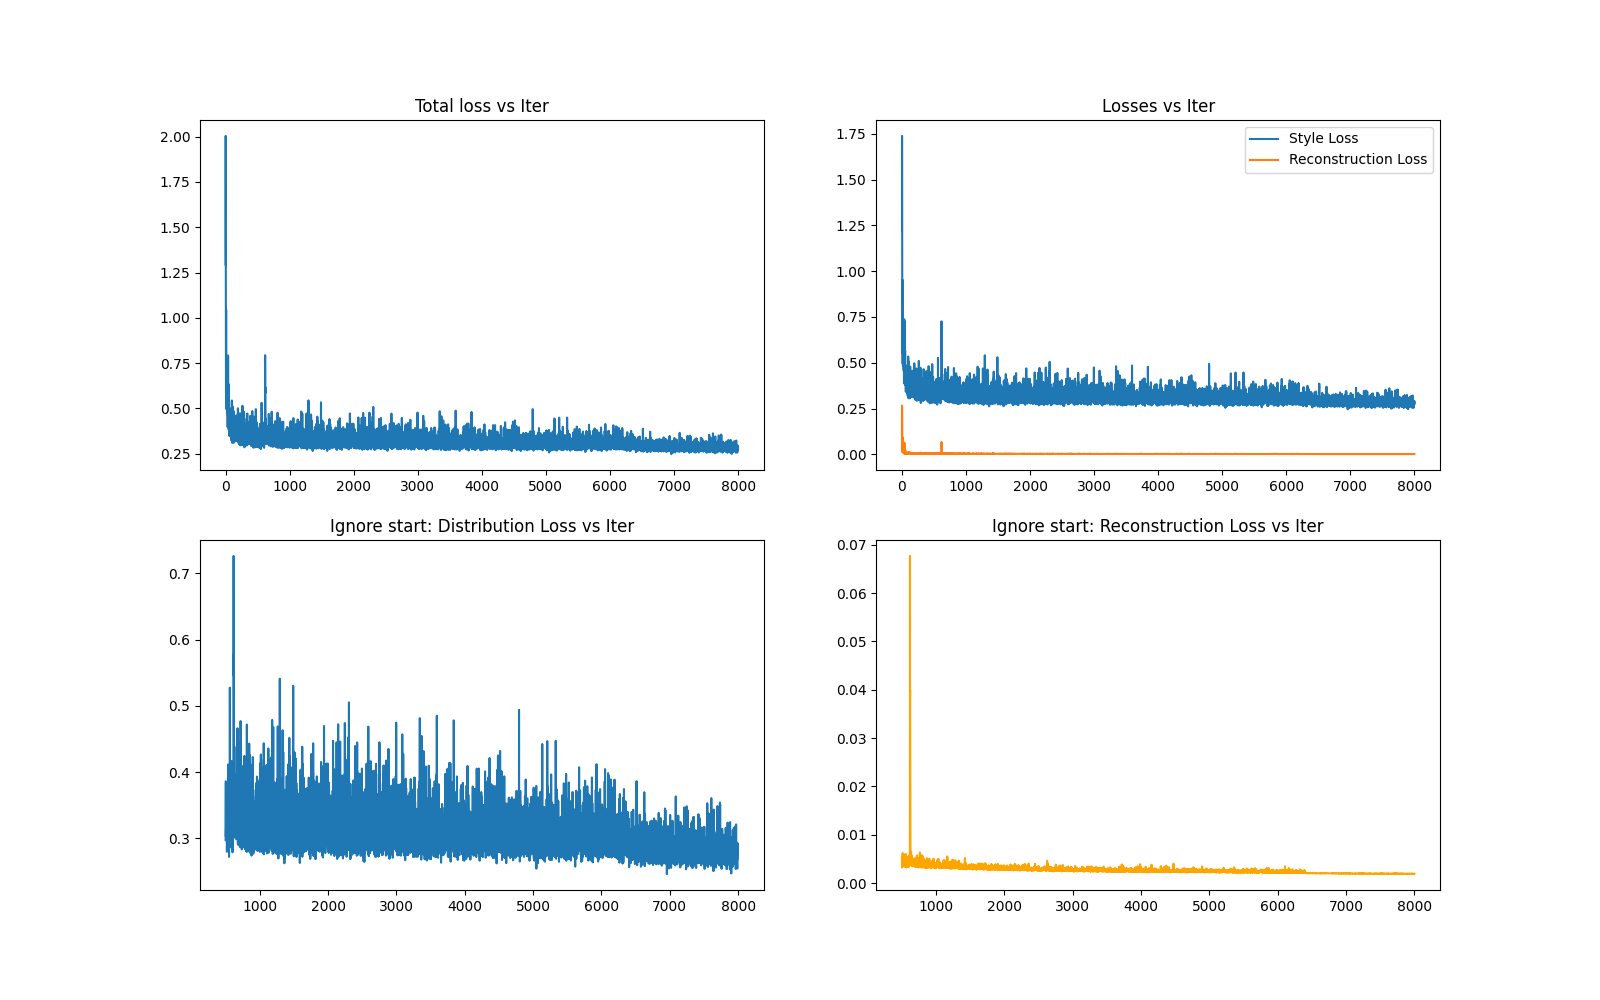 Total loss vs Iter
2.00
1.75
1.50
1.25
1.00
0.75
0.50
0.25
0 1000 2000 3000 4000 5000 6000 7000 8000
Losses vs Iter
Style Loss
Reconstruction Loss
1.75
1.50
1.25
1.00
0.75
0.50
0.25
0.00
0 1000 2000 3000 4000 5000 6000 7000 8000
Ignore start: Distribution Loss vs Iter
0.7
0.6
0.5
0.4
0.3
1000 2000 3000 4000 5000 6000 7000 8000
Ignore start: Reconstruction Loss vs Iter
0.07
0.06
0.05
0.04
0.03
0.02
0.01
0.00
1000 2000 3000 4000 5000 6000 7000 8000